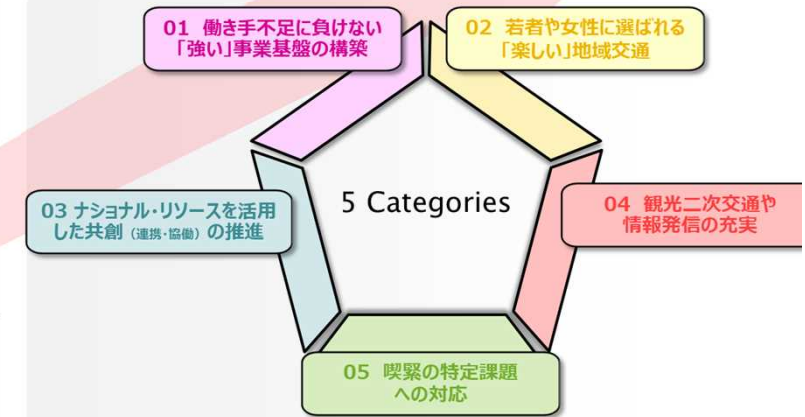 01 働き手不足に負けない
「強い」事業基盤の構築
02 若者や女性に選ばれる
「楽しい」地域交通
5 Categories
03 ナショナル・リソースを活用
した共創（連携・協働）の推進
04 観光二次交通や
情報発信の充実
05 喫緊の特定課題
への対応